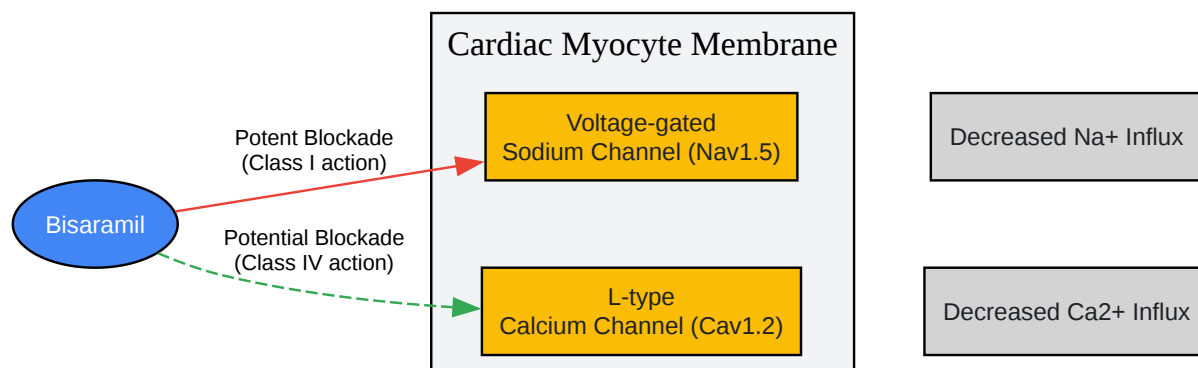 Cardiac Myocyte Membrane
Voltage-gated
Sodium Channel (Nav1.5)
Decreased Na+ Influx
Potent Blockade
(Class I action)
Bisaramil
Potential Blockade
(Class IV action)
L-type
Calcium Channel (Cav1.2)
Decreased Ca2+ Influx